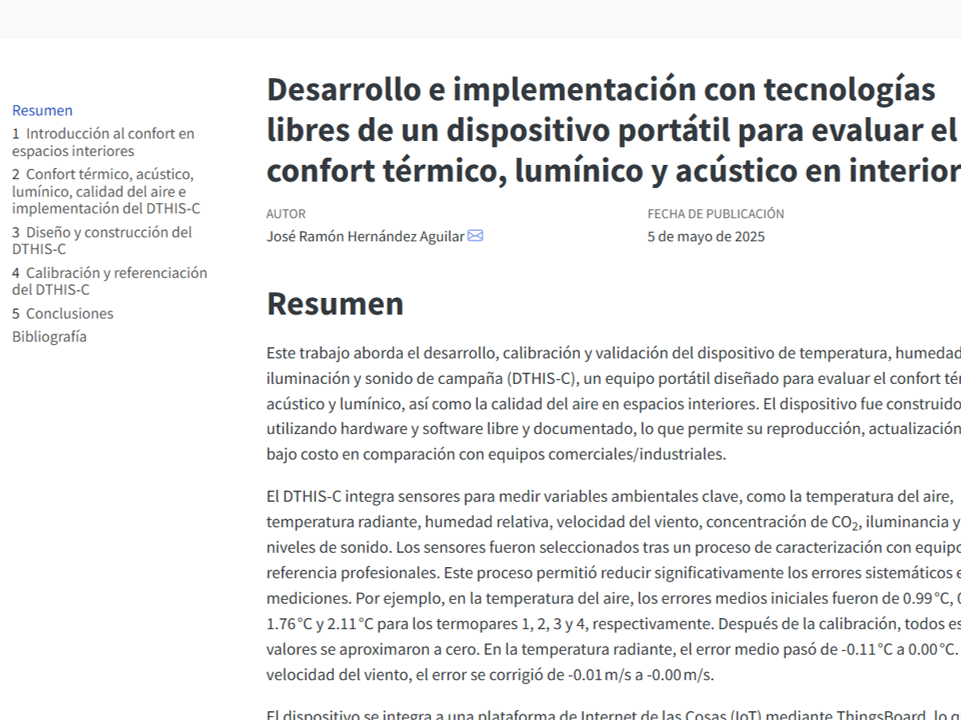 Resumen
1 Introducción al confort en
espacios interiores
2 Confort térmico, acústico,
lumínico, calidad del aire e
implementación del DTHIS-C
3 Diseño y construcción del
DTHIS-C
4 Calibración y referenciación
del DTHIS-C
5 Conclusiones
Bibliografía
Desarrollo e implementación con tecnologías
libres de un dispositivo portátil para evaluar el
confort térmico, lumínico y acústico en interior
AUTOR
José Ramón Hernández Aguilar
FECHA DE PUBLICACIÓN
5 de mayo de 2025
Resumen
Este trabajo aborda el desarrollo, calibración y validación del dispositivo de temperatura, humedad
iluminación y sonido de campaña (DTHIS-C), un equipo portátil diseñado para evaluar el confort tér
acústico y lumínico, así como la calidad del aire en espacios interiores. El dispositivo fue construido
utilizando hardware y software libre y documentado, lo que permite su reproducción, actualización
bajo costo en comparación con equipos comerciales/industriales.
El DTHIS-C integra sensores para medir variables ambientales clave, como la temperatura del aire,
temperatura radiante, humedad relativa, velocidad del viento, concentración de CO₂, iluminancia y
niveles de sonido. Los sensores fueron seleccionados tras un proceso de caracterización con equipo
referencia profesionales. Este proceso permitió reducir significativamente los errores sistemáticos e
mediciones. Por ejemplo, en la temperatura del aire, los errores medios iniciales fueron de 0.99°C, 0
1.76°C y 2.11°C para los termopares 1, 2, 3 y 4, respectivamente. Después de la calibración, todos es
valores se aproximaron a cero. En la temperatura radiante, el error medio pasó de -0.11°C a 0.00°C.
velocidad del viento, el error se corrigió de -0.01 m/s a -0.00 m/s.
El dispositivo se integra a una plataforma de Internet de las Cosas (IoT) mediante ThingsBoard, lo q